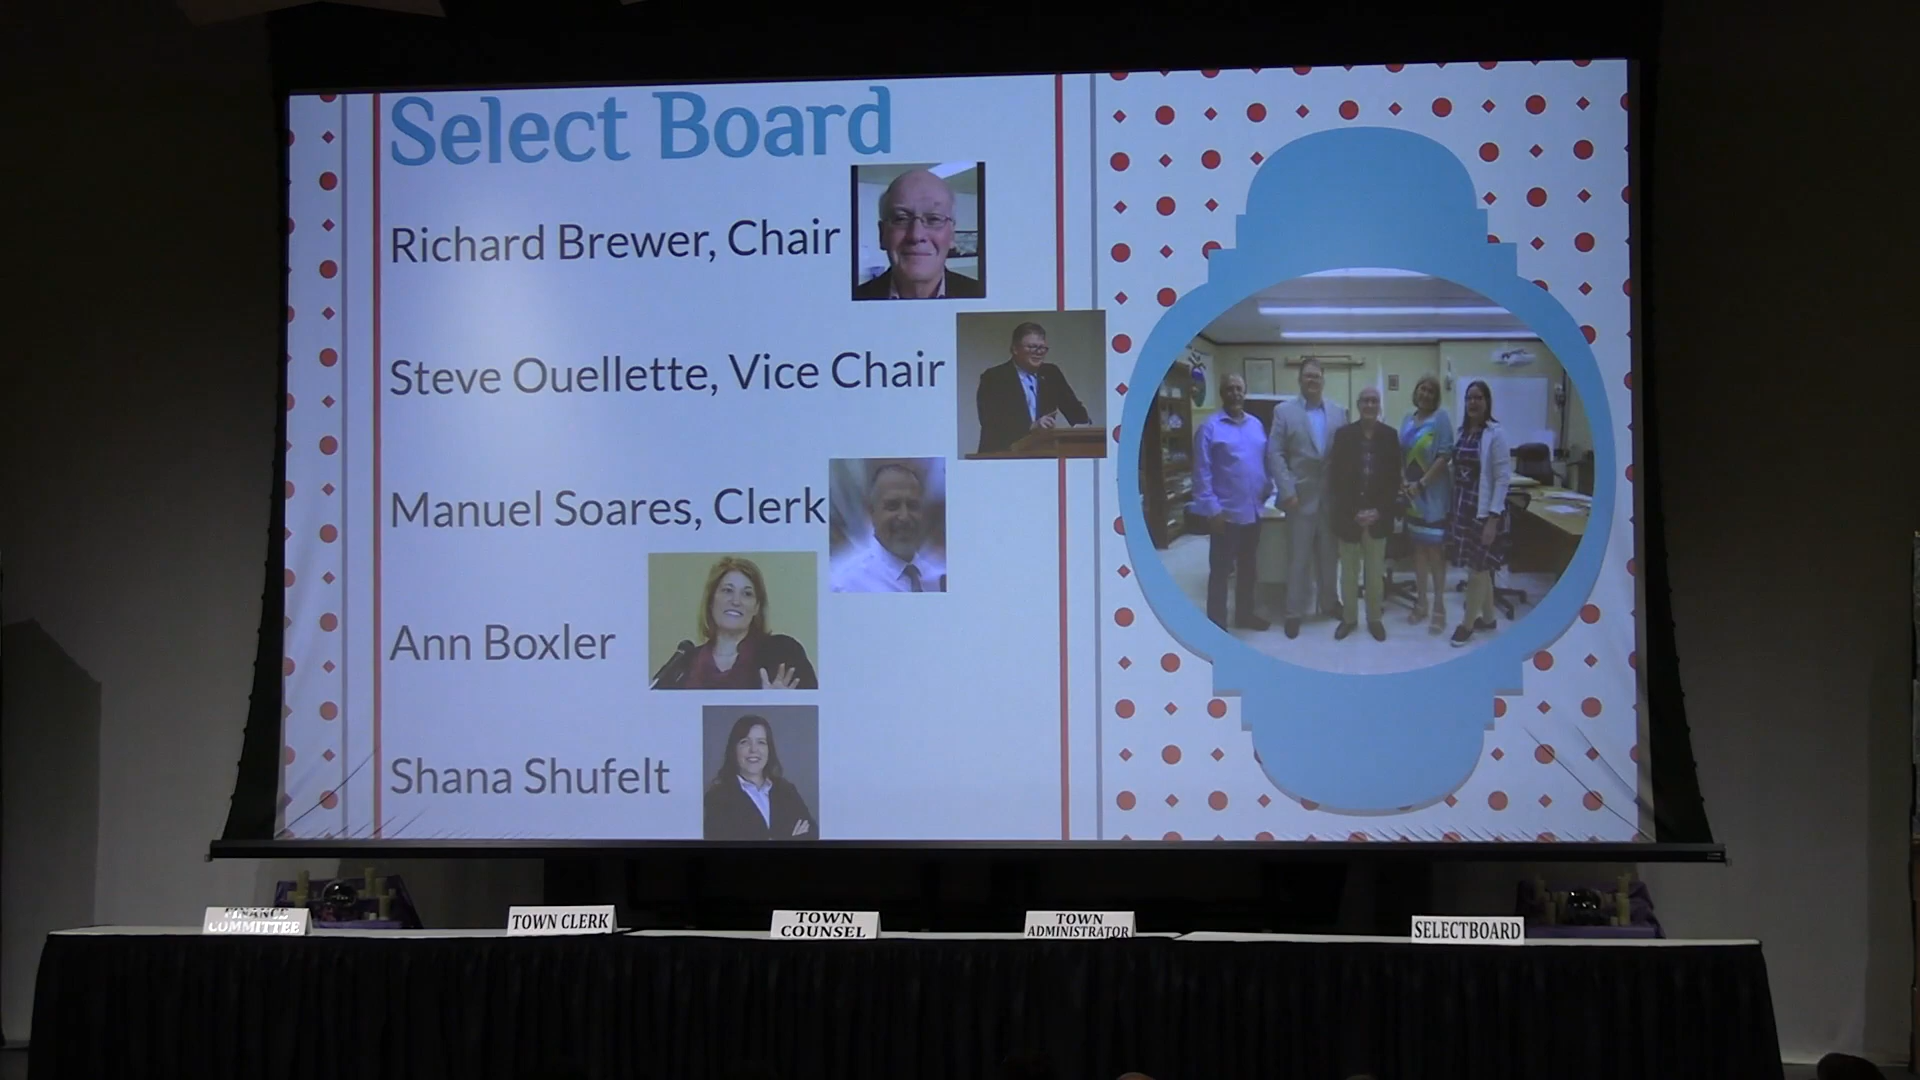 Select Board
Richard Brewer, Chair
Steve Ouellette, Vice Chair
Manuel Soares, Clerk
Ann Boxler
Shana Shufelt
FINANCE
COMMITTEE
TOWN CLERK
TOWN
COUNSEL
TOWN
ADMINISTRATOR
SELECTBOARD